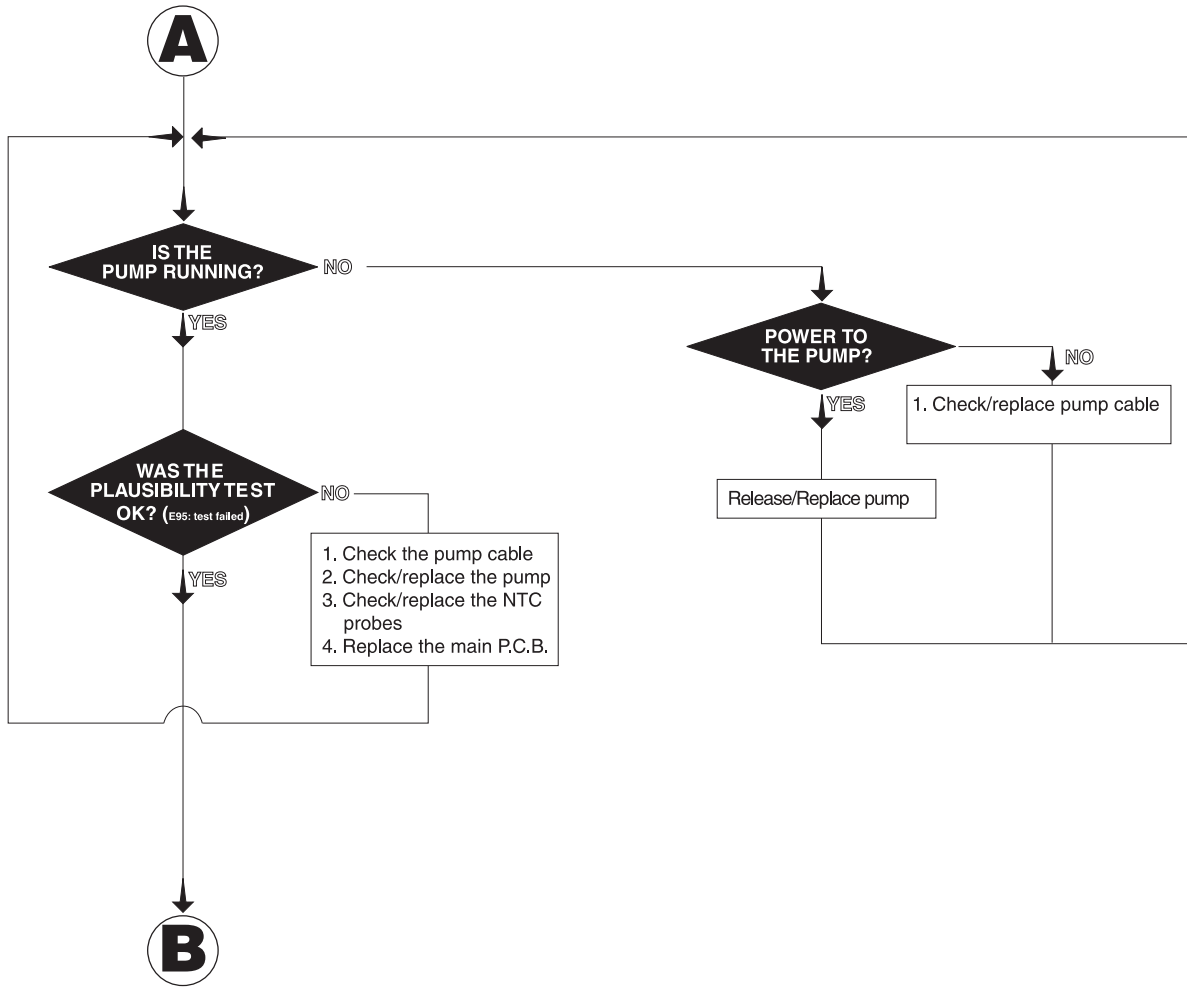 A
IS THE
PUMP RUNNING?
NO
YES
POWER TO
THE PUMP?
NO
YES
1. Check/replace pump cable
Release/Replace pump
WAS THE
PLAUSIBILITY TEST
OK? (E95: test failed)
NO
YES
1. Check the pump cable
2. Check/replace the pump
3. Check/replace the NTC
probes
4. Replace the main P.C.B.
B